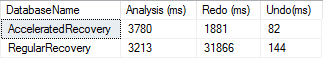 DatabaseName Analysis (ms) Redo (ms) Undo(ms)
AcceleratedRecovery 3780 1881 82
RegularRecovery 3213 31866 144